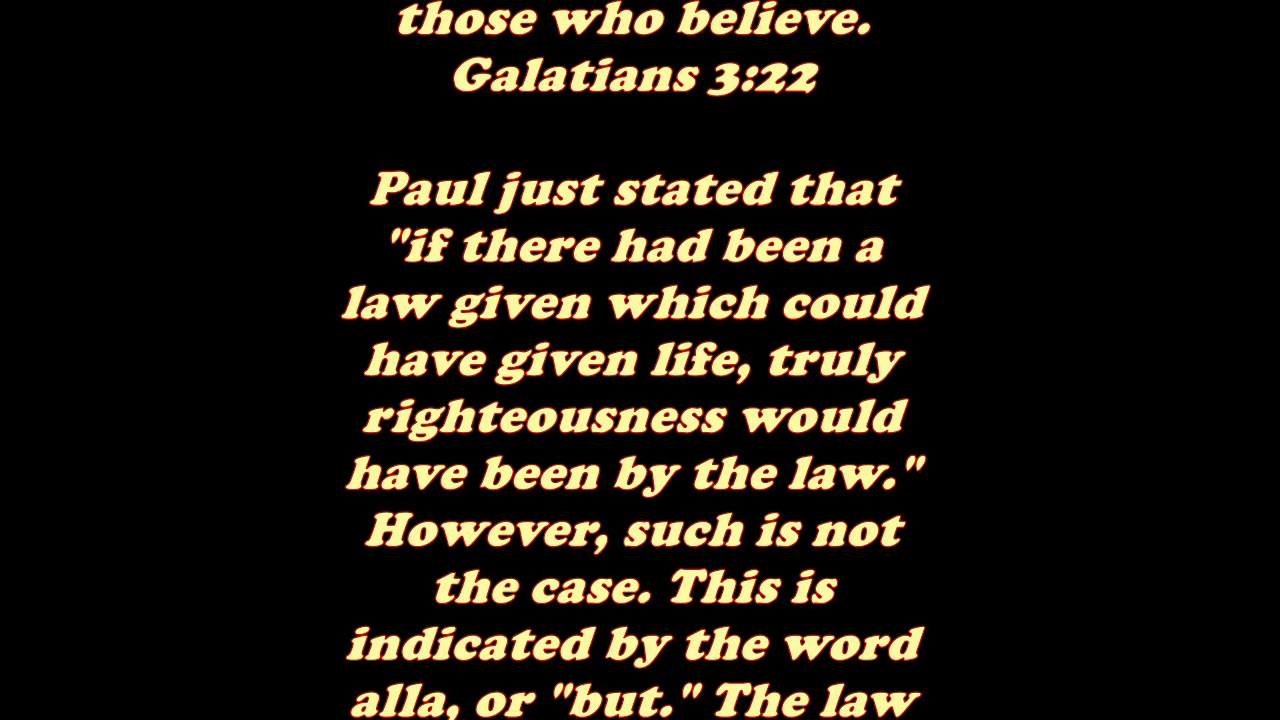 those who believe.
Galatians 3:22
Paul just stated that
"if there had been a
law given which could
have given life, truly
righteousness would
have been by the law."
However, such is not
the case. This is
indicated by the word
alla, or "but." The law